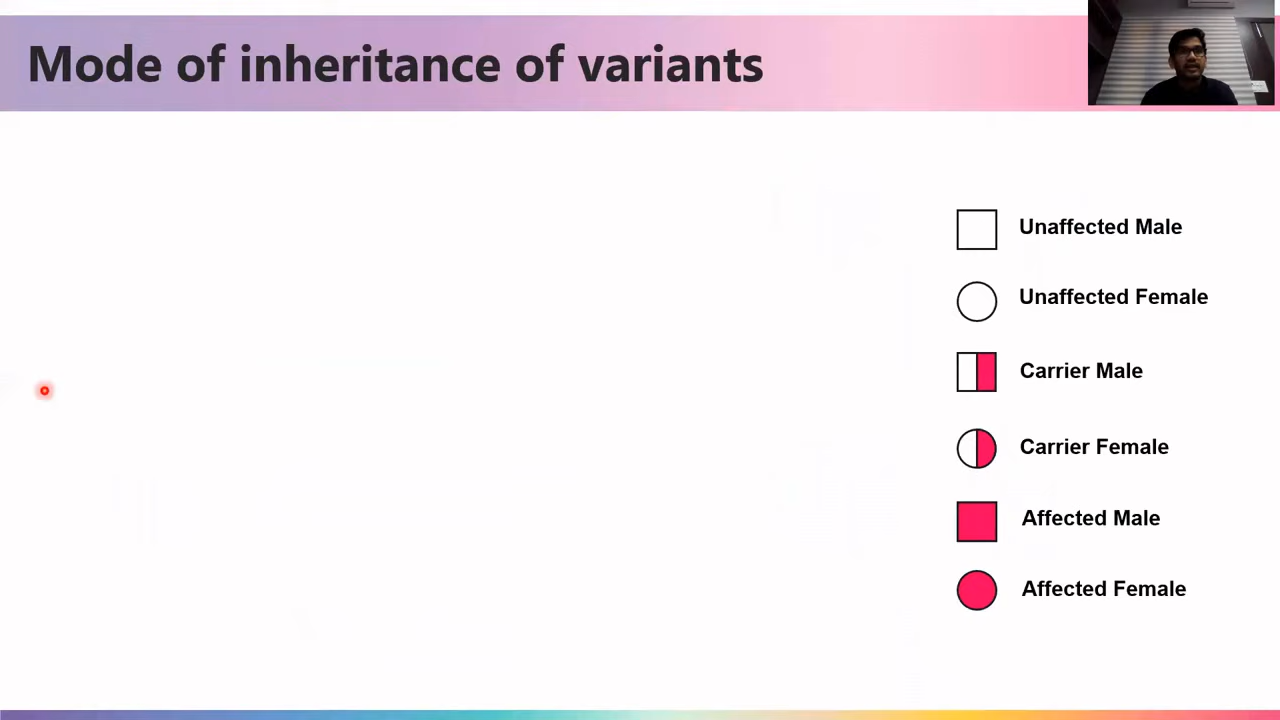 Mode of inheritance of variants
Unaffected Male
Unaffected Female
Carrier Male
Carrier Female
Affected Male
Affected Female